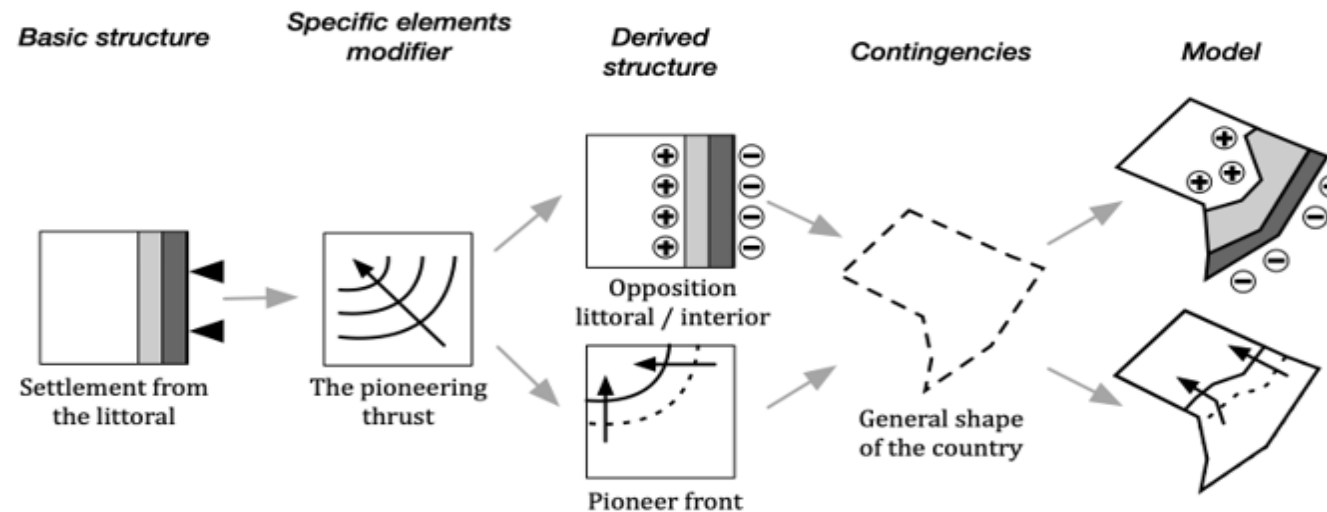 Basic structure
Specific elements
modifier
Derived
structure
Contingencies
Model
Settlement from
the littoral
The pioneering
thrust
Opposition
littoral / interior
Pioneer front
General shape
of the country